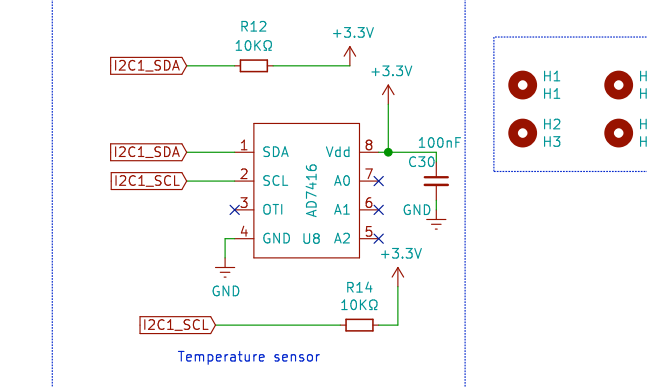 R12
10KΩ
+3.3V
I2C1_SDA
+3.3V
H1
H1
H2
H3
H
H
H
H
100nF
C30
I2C1_SDA
1
SDA
Vdd
8
I2C1_SCL
2
SCL
A0
7
3
OTI
A1
6
GND
4
GND
U8
A2
5
AD7416
+3.3V
GND
R14
10KΩ
I2C1_SCL
Temperature sensor